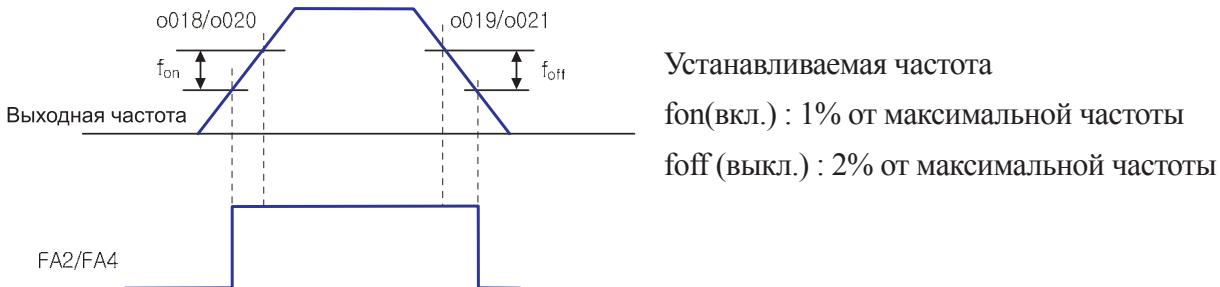 o018/o020
o019/o021
fon
foff
Выходная частота
FA2/FA4
Устанавливаемая частота
fon(вкл.) : 1% от максимальной частоты
foff (выкл.) : 2% от максимальной частоты